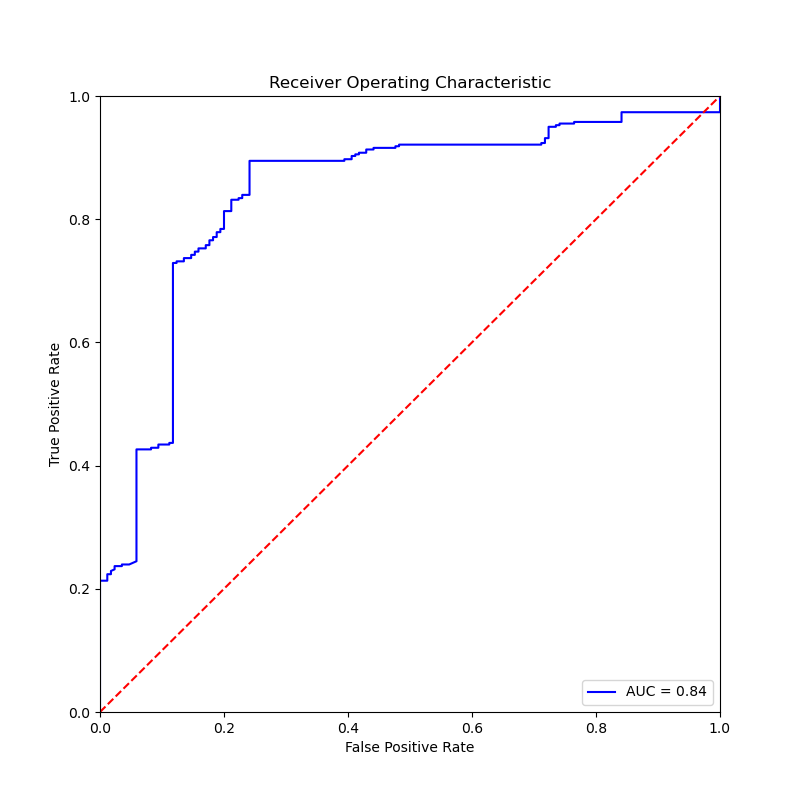 Receiver Operating Characteristic
True Positive Rate
1.0
0.8
0.6
0.4
0.2
0.0
AUC = 0.84
0.0 0.2 0.4 0.6 0.8 1.0
False Positive Rate